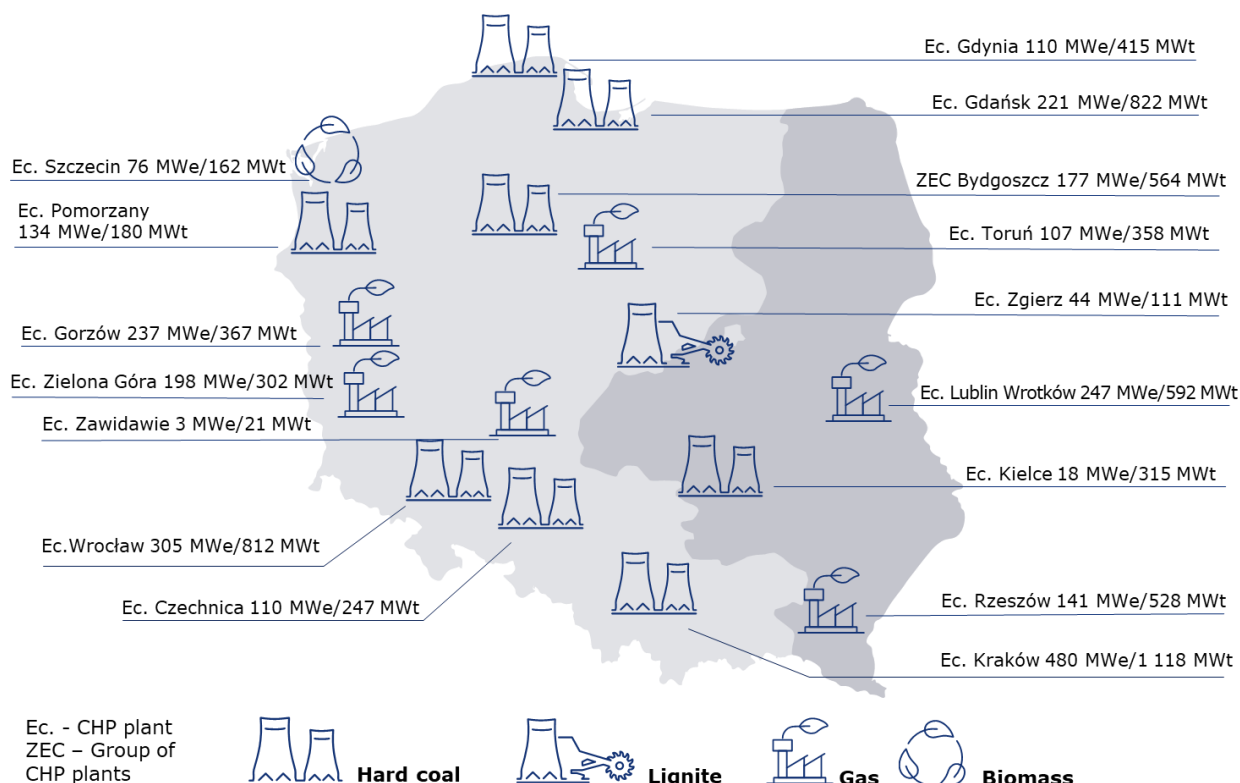 Ec. Gdynia 110 MWe/415 MWt
Ec. Gdańsk 221 MWe/822 MWt
Ec. Szczecin 76 MWe/162 MWt
ZEC Bydgoszcz 177 MWe/564 MWt
Ec. Pomorzany
134 MWe/180 MWt
Ec. Toruń 107 MWe/358 MWt
Ec. Zgierz 44 MWe/111 MWt
Ec. Gorzów 237 MWe/367 MWt
Ec. Zielona Góra 198 MWe/302 MWt
Ec. Lublin Wrotków 247 MWe/592 MWt
Ec. Zawidawie 3 MWe/21 MWt
Ec. Kielce 18 MWe/315 MWt
Ec.Wrocław 305 MWe/812 MWt
Ec. Czechnica 110 MWe/247 MWt
Ec. Rzeszów 141 MWe/528 MWt
Ec. Kraków 480 MWe/1 118 MWt
Ec. - CHP plant
ZEC – Group of
CHP plants
Hard coal
Lignite
Gas
Biomass